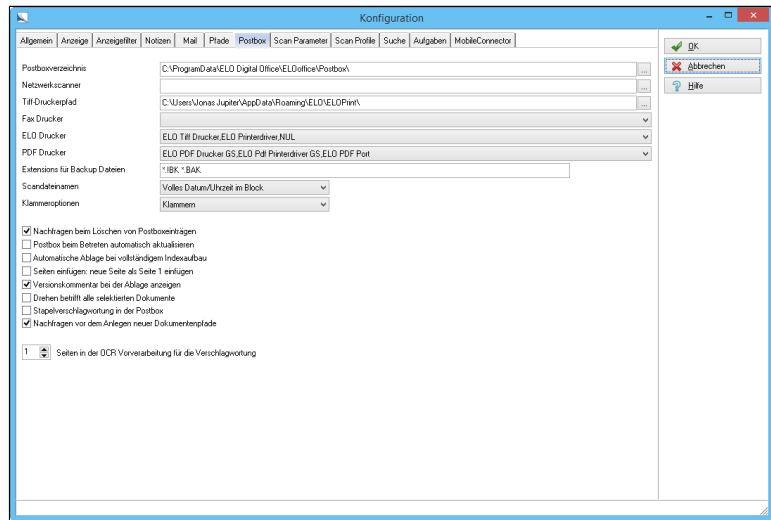 Konfiguration
Allgemein Anzeige Anzeigefilter Notizen Mail Pfade Postbox Scan Parameter Scan Profile Suche Aufgaben MobileConnector
OK
Abbrechen
Hilfe
Postboxverzeichnis C:\ProgramData\ELO Digital Office\ELOoffice\Postbox\ ...
Netzwerkscanner ...
Tiff-Druckerpfad C:\Users\Jonas Jupiter\AppData\Roaming\ELO\ELOPrint\ ...
Fax Drucker
ELO Drucker ELO Tiff Drucker,ELO Printerdriver,NUL
PDF Drucker ELO PDF Drucker GS,ELO Pdf Printerdriver GS,ELO PDF Port
Extensions für Backup Dateien *.!BK *.BAK
Scandateinamen Volles Datum/Uhrzeit im Block
Klammeroptionen Klammern
Nachfragen beim Löschen von Postboxeinträgen
Postbox beim Betreten automatisch aktualisieren
Automatische Ablage bei vollständigem Indexaufbau
Seiten einfügen: neue Seite als Seite 1 einfügen
Versionskommentar bei der Ablage anzeigen
Drehen betrifft alle selektierten Dokumente
Stapelverschlagwortung in der Postbox
Nachfragen vor dem Anlegen neuer Dokumentenpfade
1 Seiten in der OCR Vorverarbeitung für die Verschlagwortung